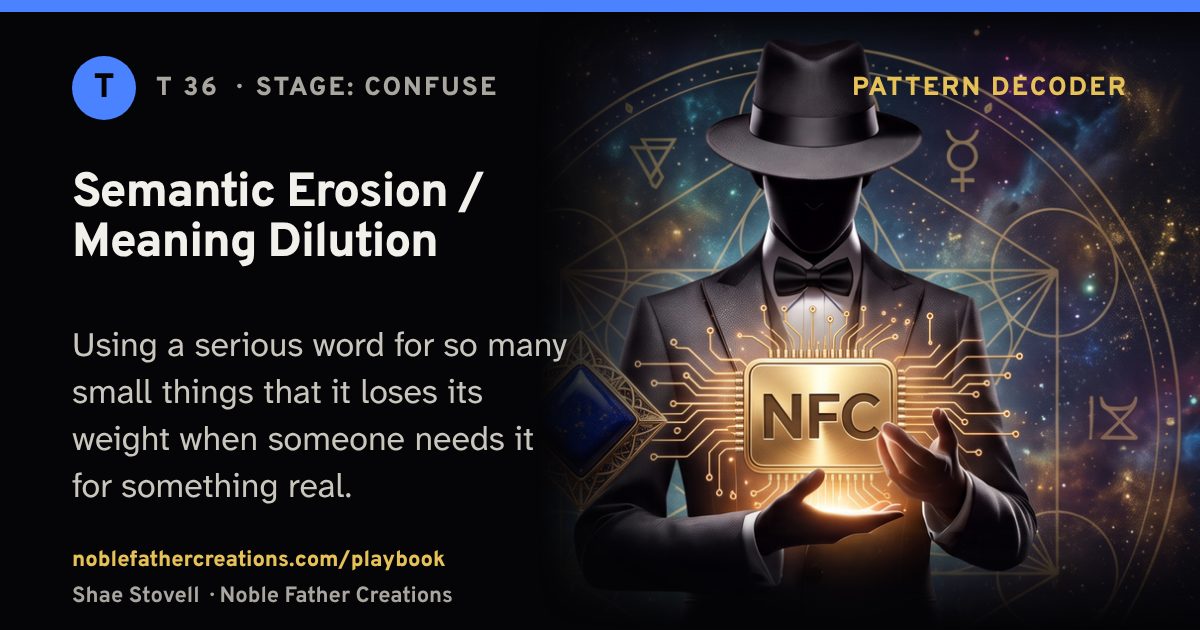 T
T 36 · STAGE: CONFUSE
PATTERN DECODER
Semantic Erosion /
Meaning Dilution
Using a serious word for so many
small things that it loses its
weight when someone needs it
for something real.
NFC
noblefathercreations.com/playbook
Shae Stovell · Noble Father Creations